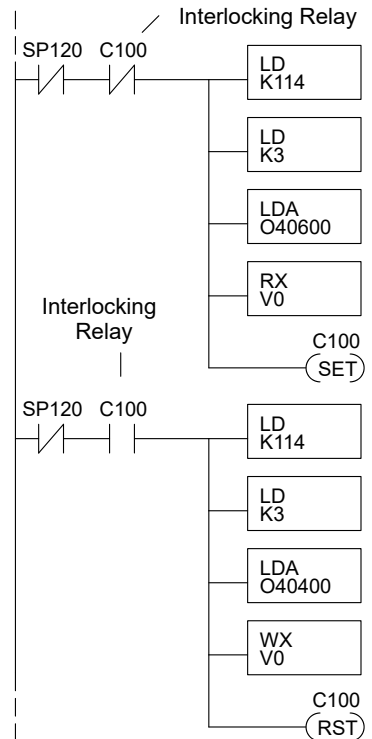 Interlocking Relay
SP120 C100
LD
K114
LD
K3
LDA
O40600
RX
V0
C100
SET
Interlocking
Relay
SP120 C100
LD
K114
LD
K3
LDA
O40400
WX
V0
C100
RST